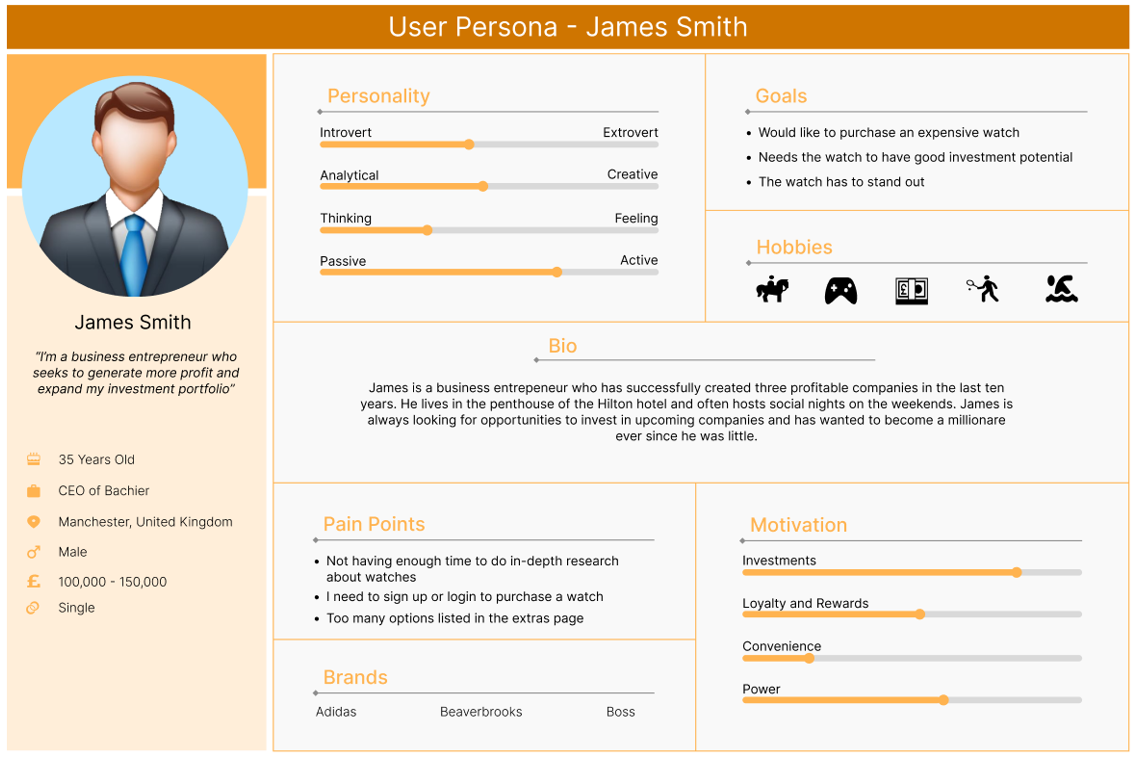 User Persona - James Smith
James Smith
"I'm a business entrepreneur who
seeks to generate more profit and
expand my investment portfolio"
35 Years Old
CEO of Bachier
Manchester, United Kingdom
Male
£ 100,000 - 150,000
Single
Personality
Introvert Extrovert
Analytical Creative
Thinking Feeling
Passive Active
Goals
• Would like to purchase an expensive watch
• Needs the watch to have good investment potential
• The watch has to stand out
Hobbies
£
Bio
James is a business entrepeneur who has successfully created three profitable companies in the last ten
years. He lives in the penthouse of the Hilton hotel and often hosts social nights on the weekends. James is
always looking for opportunities to invest in upcoming companies and has wanted to become a millionare
ever since he was little.
Pain Points
• Not having enough time to do in-depth research
about watches
• I need to sign up or login to purchase a watch
• Too many options listed in the extras page
Brands
Adidas Beaverbrooks Boss
Motivation
Investments
Loyalty and Rewards
Convenience
Power